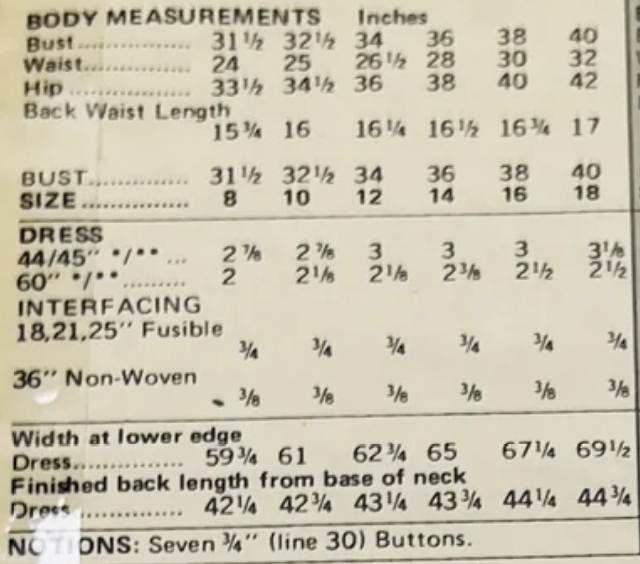 BODY MEASUREMENTS Inches
Bust............... 31½ 32½ 34 36 38 40
Waist............... 24 25 26½ 28 30 32
Hip ............... 33½ 34½ 36 38 40 42
Back Waist Length
15¾ 16 16¼ 16½ 16¾ 17
BUST............... 31½ 32½ 34 36 38 40
SIZE............... 8 10 12 14 16 18
DRESS
44/45" */** ... 2⅞ 2⅞ 3 3 3 3⅛
60" */**......... 2 2⅛ 2⅛ 2⅜ 2½ 2½
INTERFACING
18,21,25" Fusible
¾ ¾ ¾ ¾ ¾ ¾
36" Non-Woven
⅜ ⅜ ⅜ ⅜ ⅜ ⅜
Width at lower edge
Dress............... 59¾ 61 62¾ 65 67¼ 69½
Finished back length from base of neck
Dress............... 42¼ 42¾ 43¼ 43¾ 44¼ 44¾
NOTIONS: Seven ¾" (line 30) Buttons.